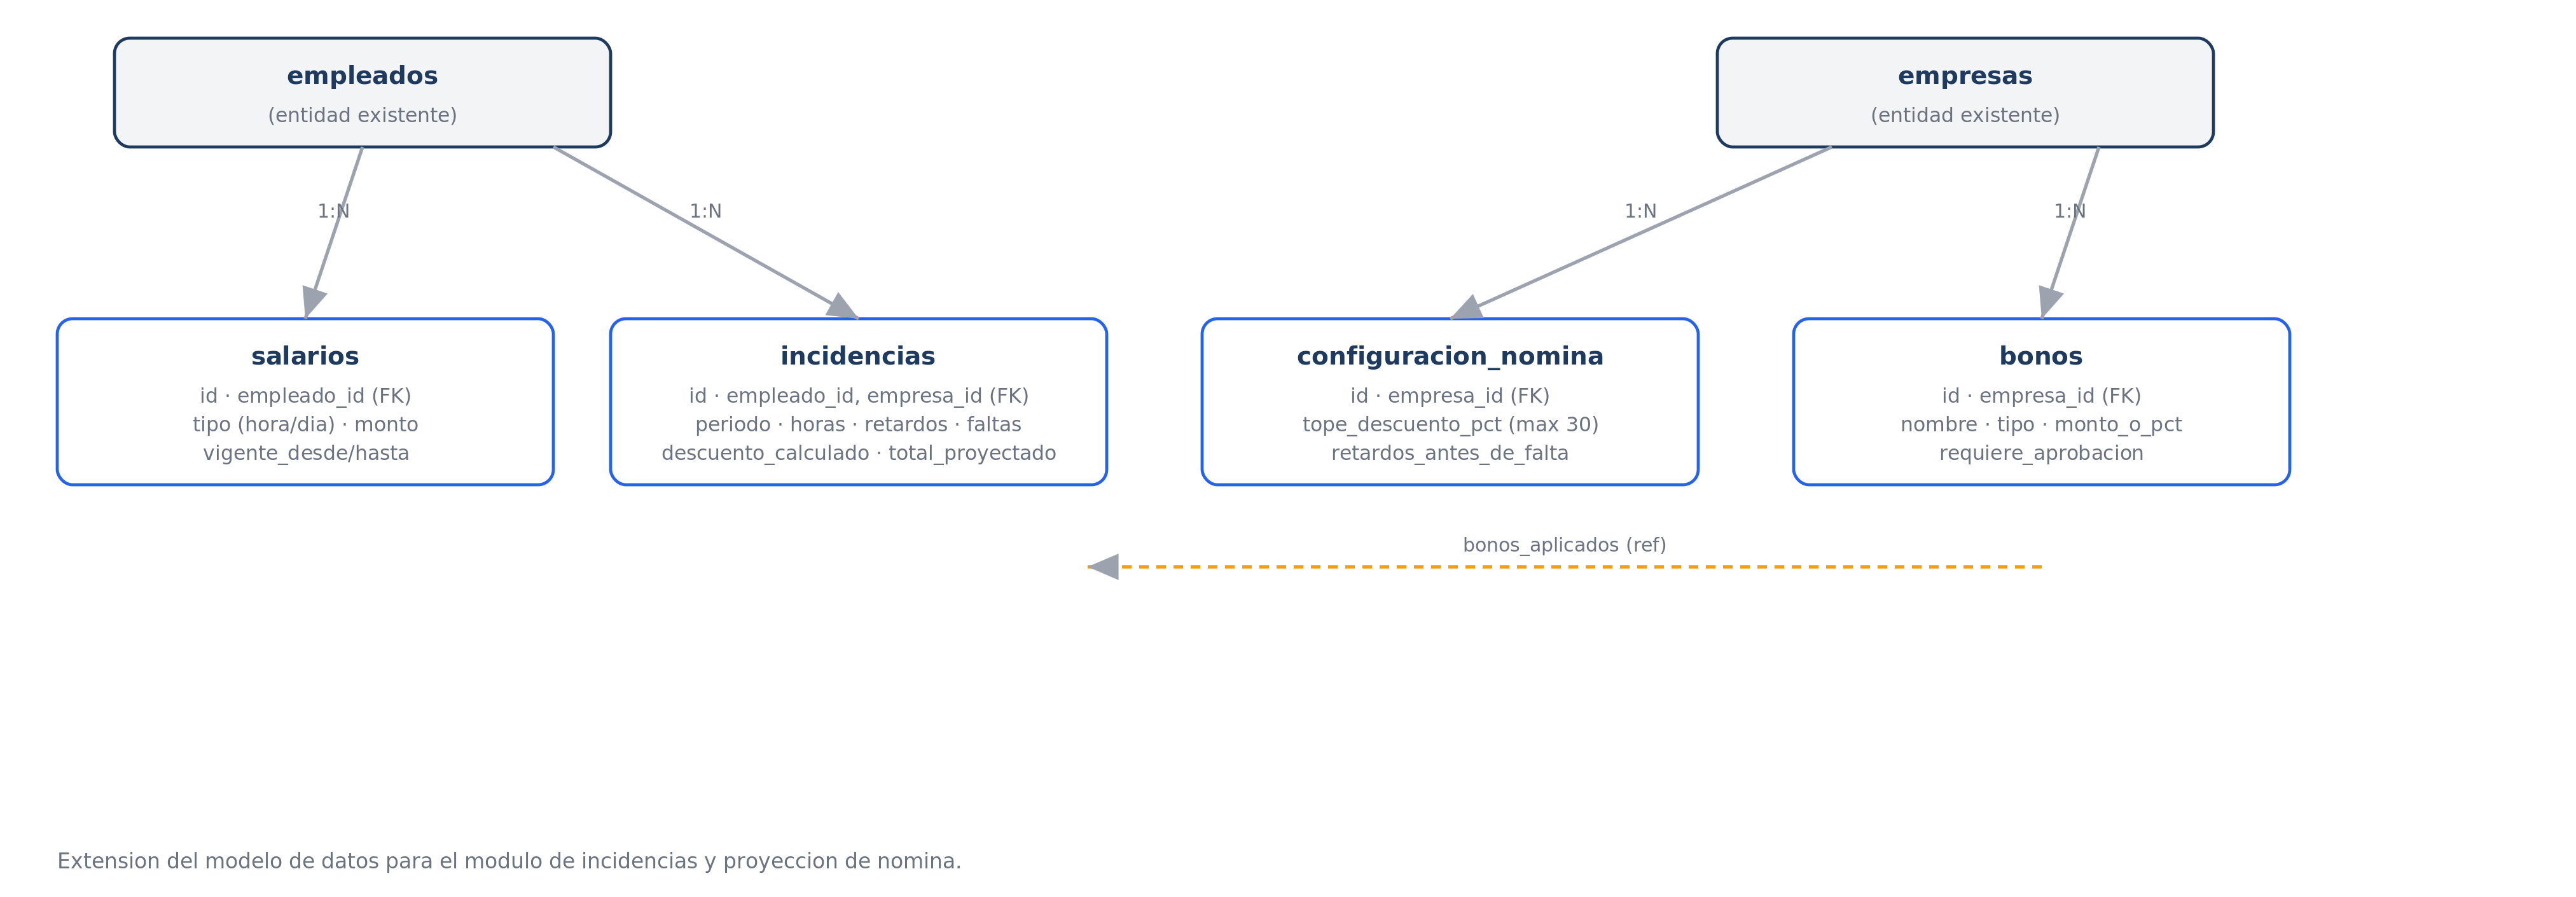 empleados
(entidad existente)
empresas
(entidad existente)
1:N
1:N
1:N
1:N
salarios
id · empleado_id (FK)
tipo (hora/dia) · monto
vigente_desde/hasta
incidencias
id · empleado_id, empresa_id (FK)
periodo · horas · retardos · faltas
descuento_calculado · total_proyectado
configuracion_nomina
id · empresa_id (FK)
tope_descuento_pct (max 30)
retardos_antes_de_falta
bonos
id · empresa_id (FK)
nombre · tipo · monto_o_pct
requiere_aprobacion
bonos_aplicados (ref)
Extension del modelo de datos para el modulo de incidencias y proyeccion de nomina.